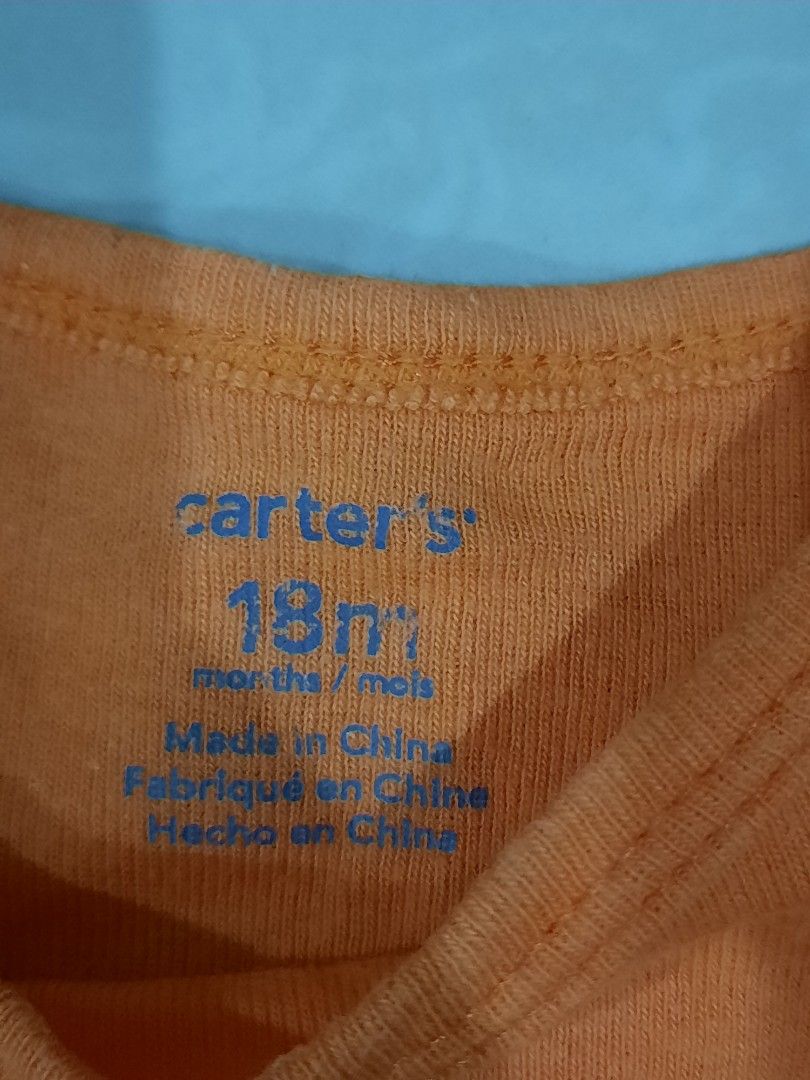 carter's
18m
months / mois
Made in China
Fabriqué en Chine
Hecho en China